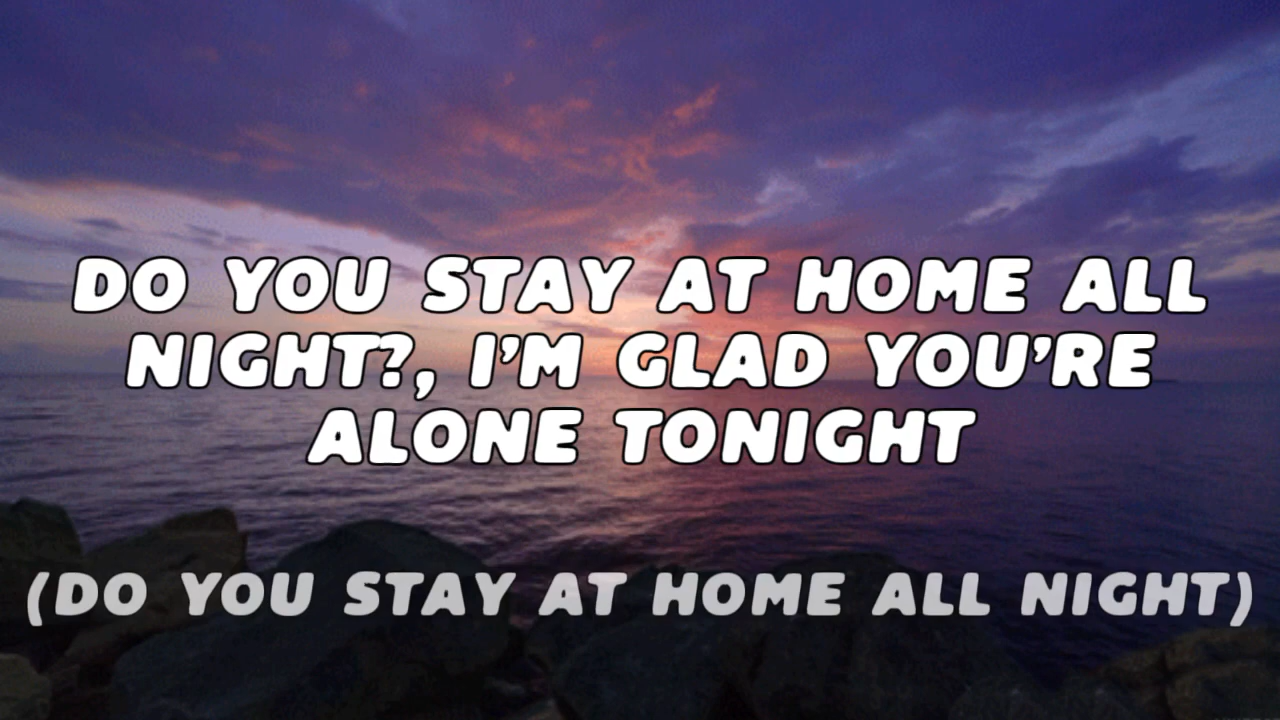 DO YOU STAY AT HOME ALL
NIGHT?, I'M GLAD YOU'RE
ALONE TONIGHT
(DO YOU STAY AT HOME ALL NIGHT)